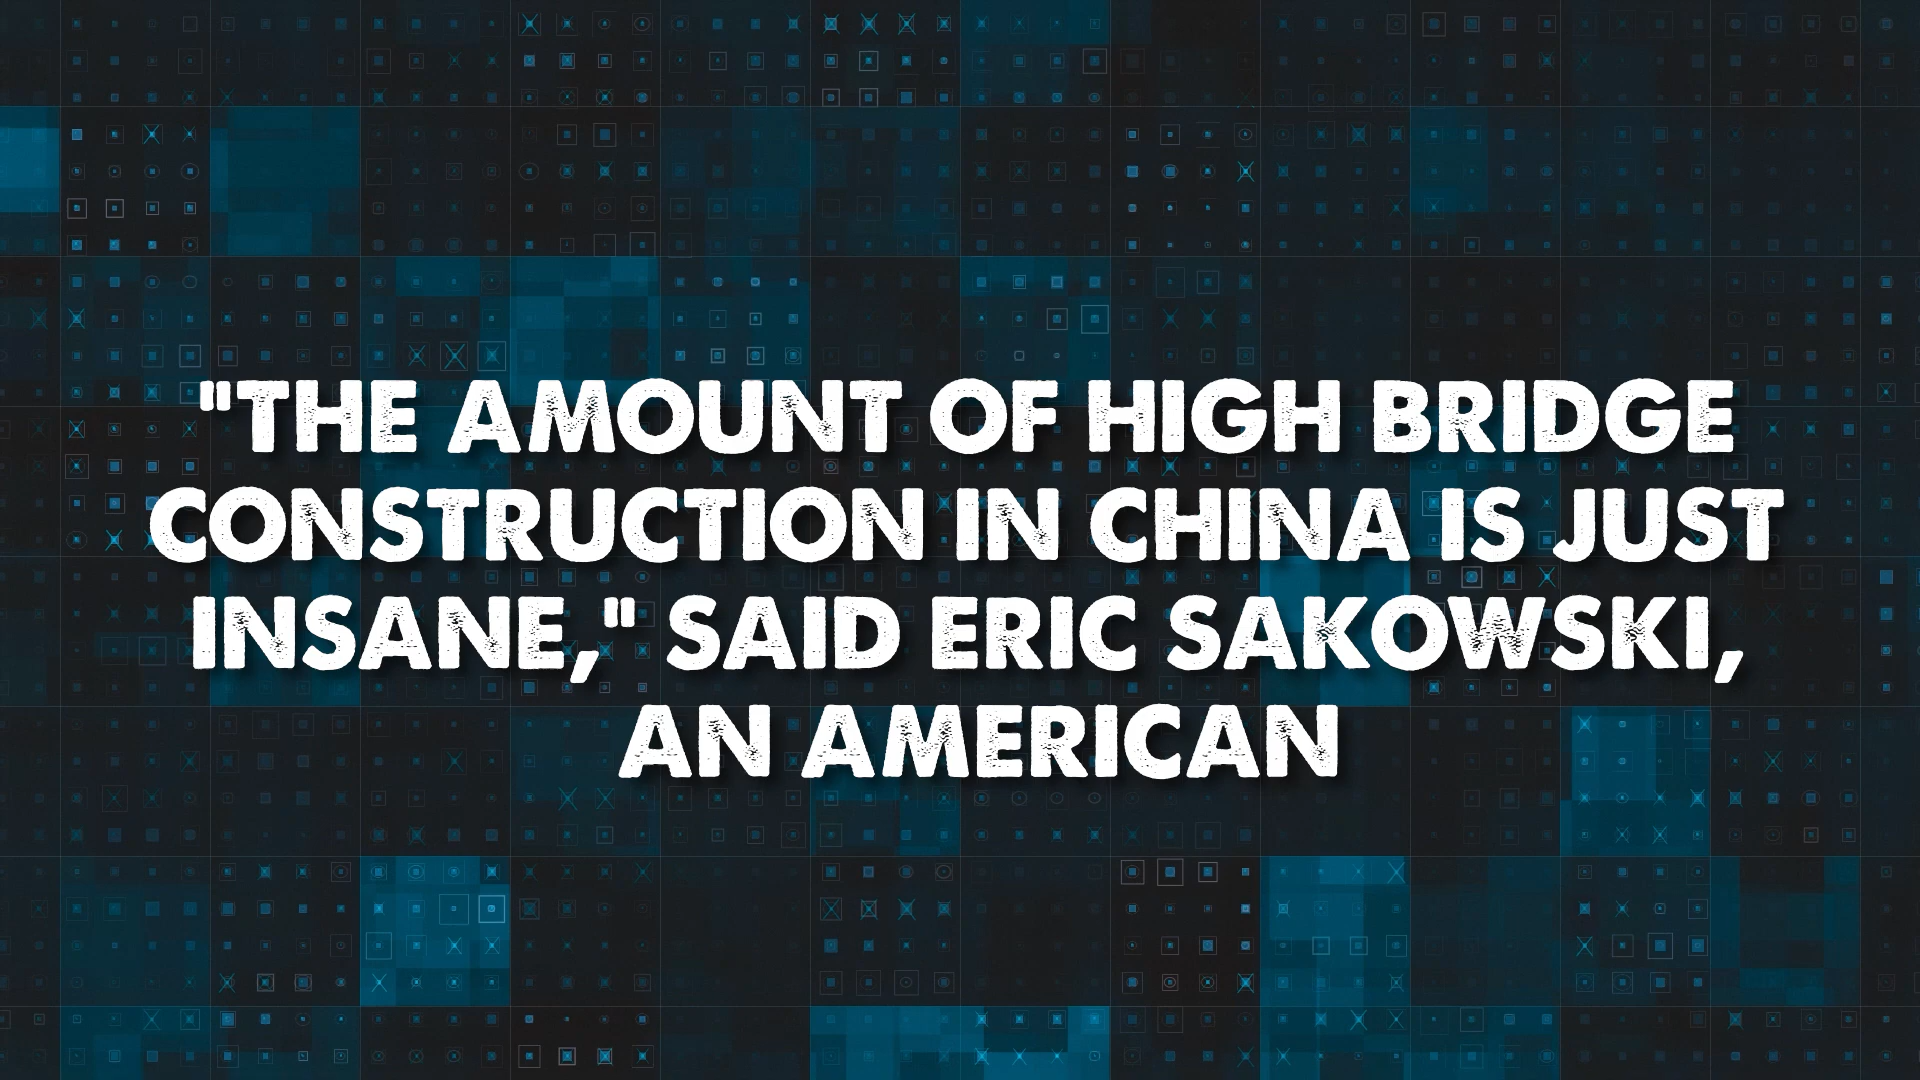 "THE AMOUNT OF HIGH BRIDGE
CONSTRUCTION IN CHINA IS JUST
INSANE," SAID ERIC SAKOWSKI,
AN AMERICAN